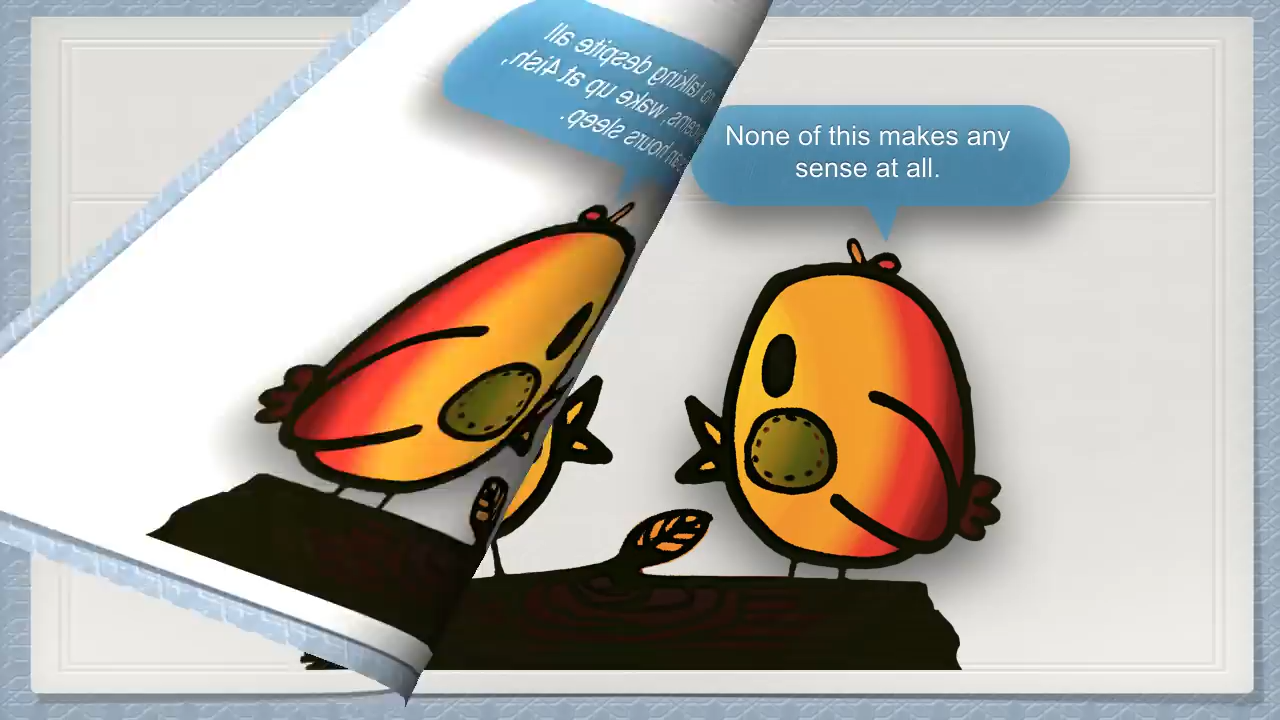 talking despite all
wake up at 4ish,
hours sleep.
None of this makes any
sense at all.